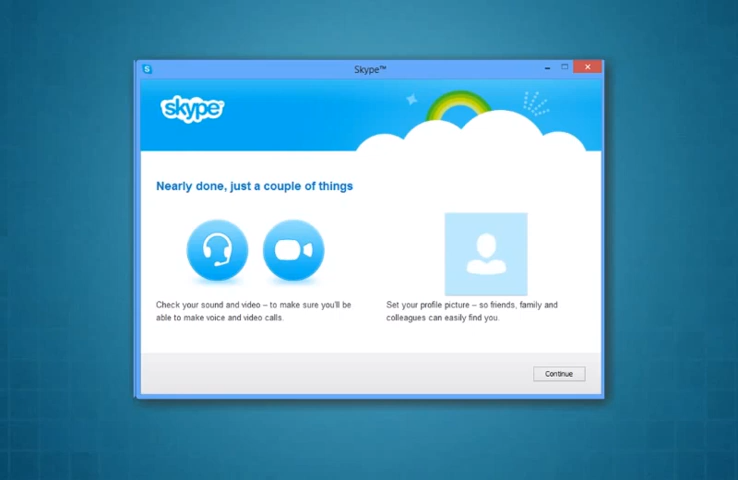 Skype™
skype
Nearly done, just a couple of things
Check your sound and video – to make sure you'll be
able to make voice and video calls.
Set your profile picture – so friends, family and
colleagues can easily find you.
Continue